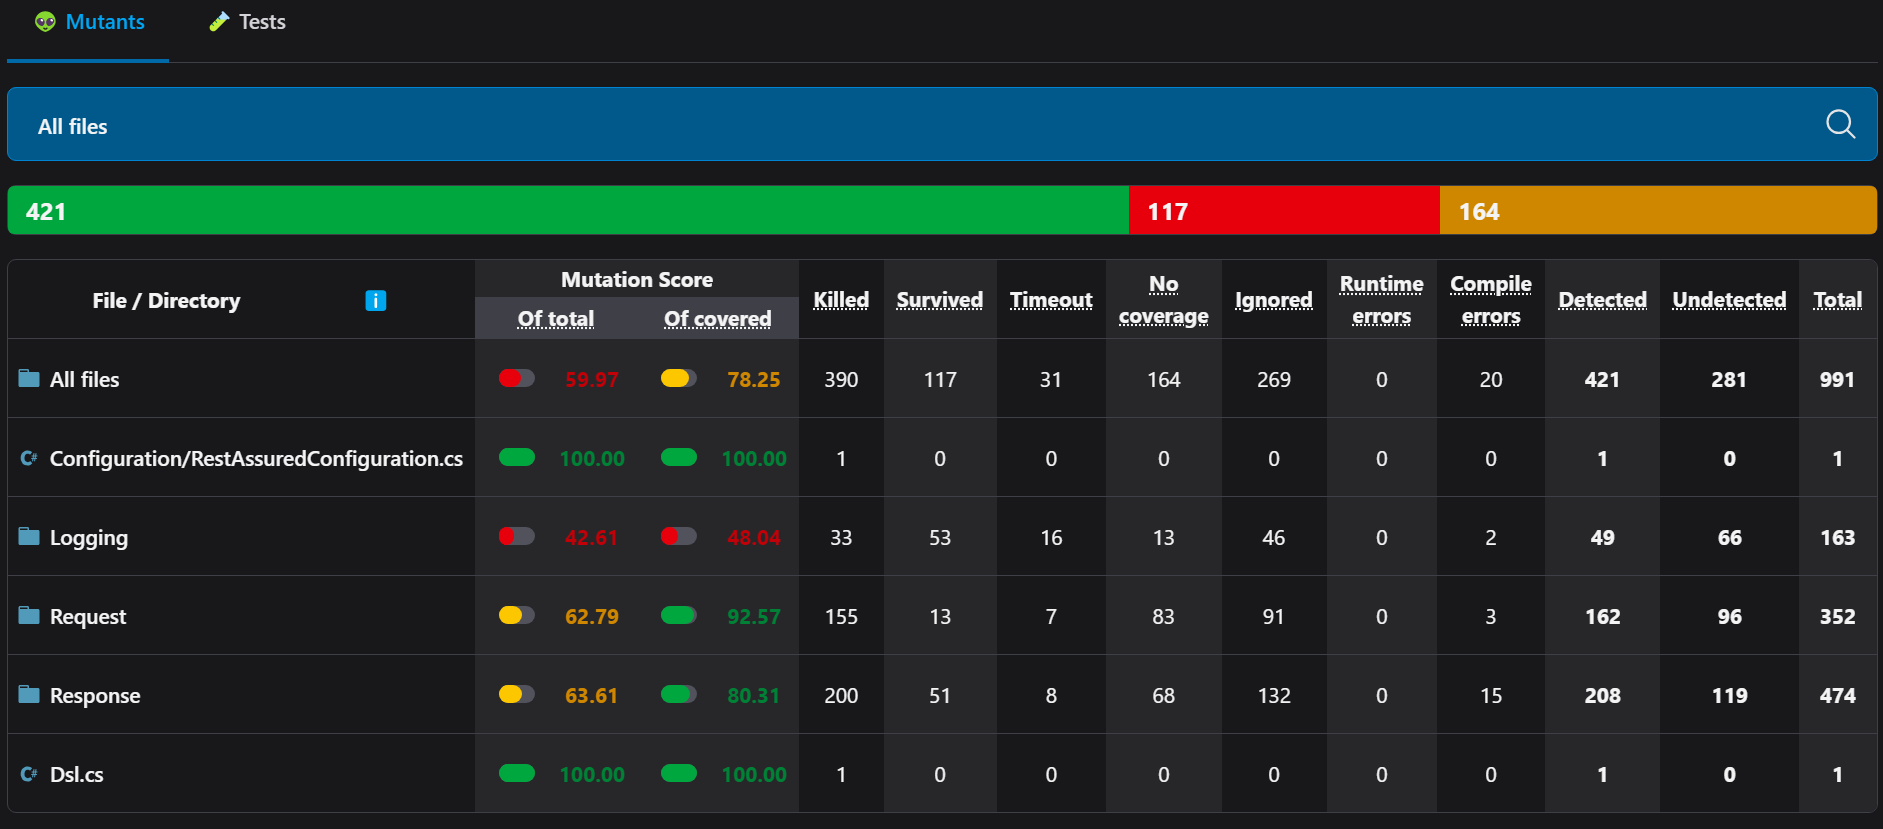 Mutants Tests
All files
421 117 164
File / Directory Mutation Score Of total Of covered Killed Survived Timeout No coverage Ignored Runtime errors Compile errors Detected Undetected Total
All files 59.97 78.25 390 117 31 164 269 0 20 421 281 991
C# Configuration/RestAssuredConfiguration.cs 100.00 100.00 1 0 0 0 0 0 0 1 0 1
Logging 42.61 48.04 33 53 16 13 46 0 2 49 66 163
Request 62.79 92.57 155 13 7 83 91 0 3 162 96 352
Response 63.61 80.31 200 51 8 68 132 0 15 208 119 474
C# Dsl.cs 100.00 100.00 1 0 0 0 0 0 0 1 0 1